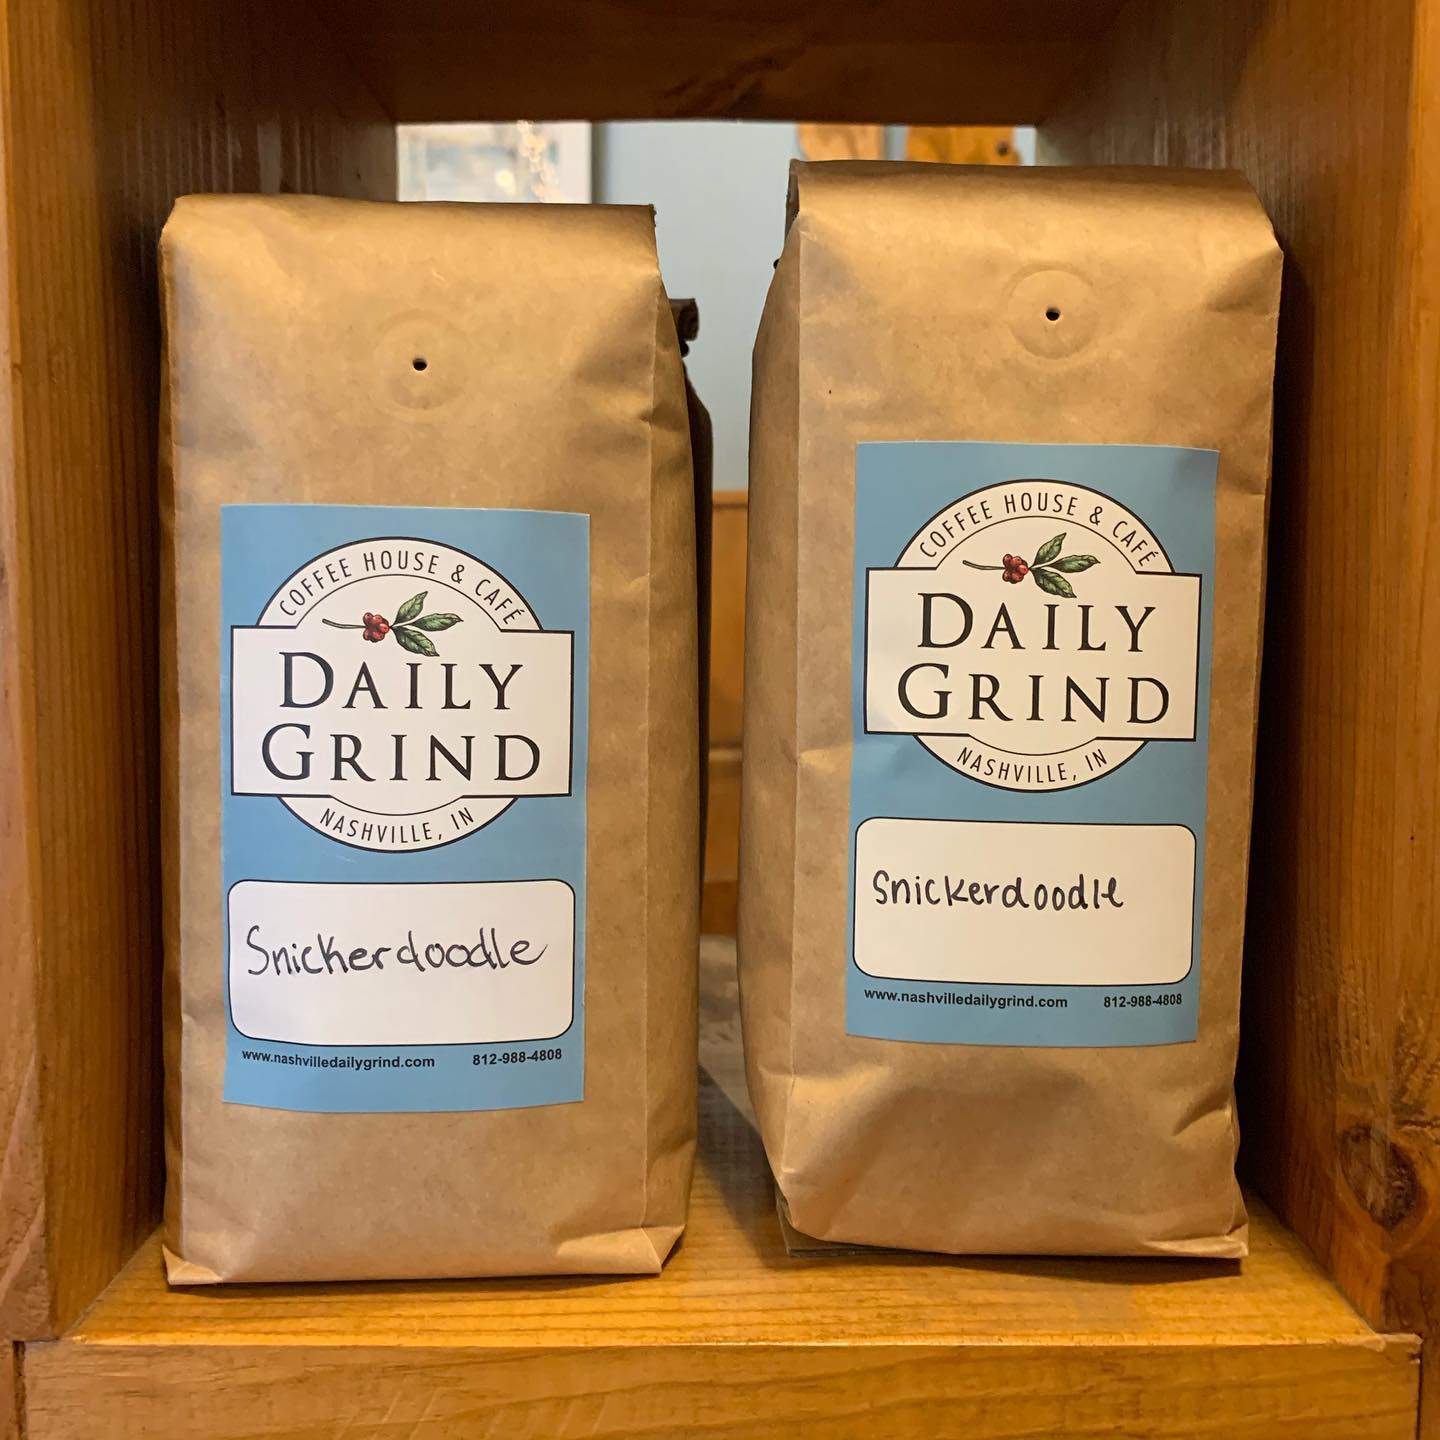 COFFEE HOUSE & CAFÉ
DAILY
GRIND
NASHVILLE, IN
Snickerdoodle
www.nashvilledailygrind.com 812-988-4808
COFFEE HOUSE & CAFÉ
DAILY
GRIND
NASHVILLE, IN
Snickerdoodle
www.nashvilledailygrind.com 812-988-4808